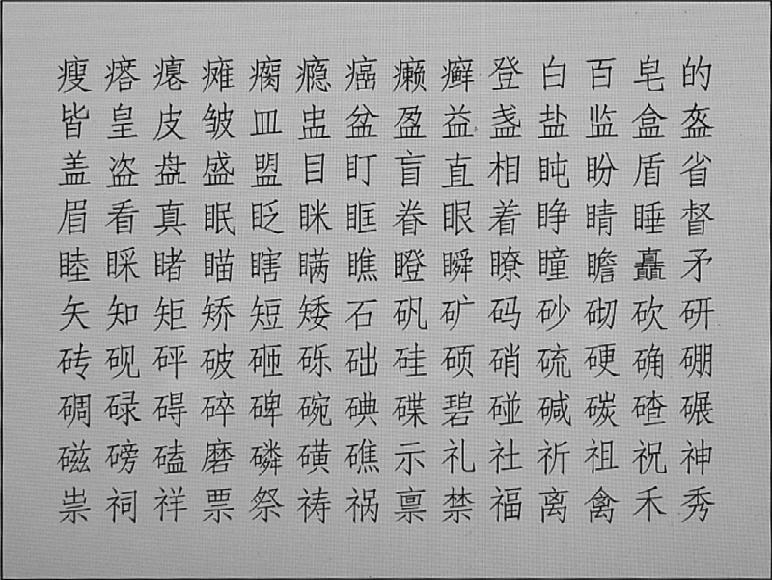 瘦瘩瘪瘫瘸瘾癌癞癣登白百皂的
皆皇皮皱皿盅盆盈益盏盐监盒盔
盖盗盘盛盟目盯盲直相盹盼盾省
眉看真眠眨眯眶眷眼着睁睛睡督
睦睬睹瞄瞎瞒瞧瞪瞬瞭瞳瞻矗矛
矢知矩矫短矮石矾矿码砂砌砍研
砖砚砰破砸砾础硅硕硝硫硬确硼
碉碌碍碎碑碗碘碟碧碰碱碳碴碾
磁磅磕磨磷磺礁示礼社祈祖祝神
祟祠祥票祭祷祸禀禁福离禽禾秀